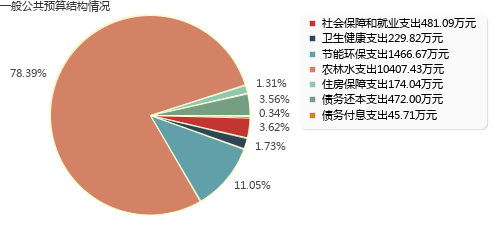 一般公共预算结构情况
社会保障和就业支出481.09万元
卫生健康支出229.82万元
节能环保支出1466.67万元
农林水支出10407.43万元
住房保障支出174.04万元
债务还本支出472.00万元
债务付息支出45.71万元
78.39%
1.31%
3.56%
0.34%
3.62%
1.73%
11.05%